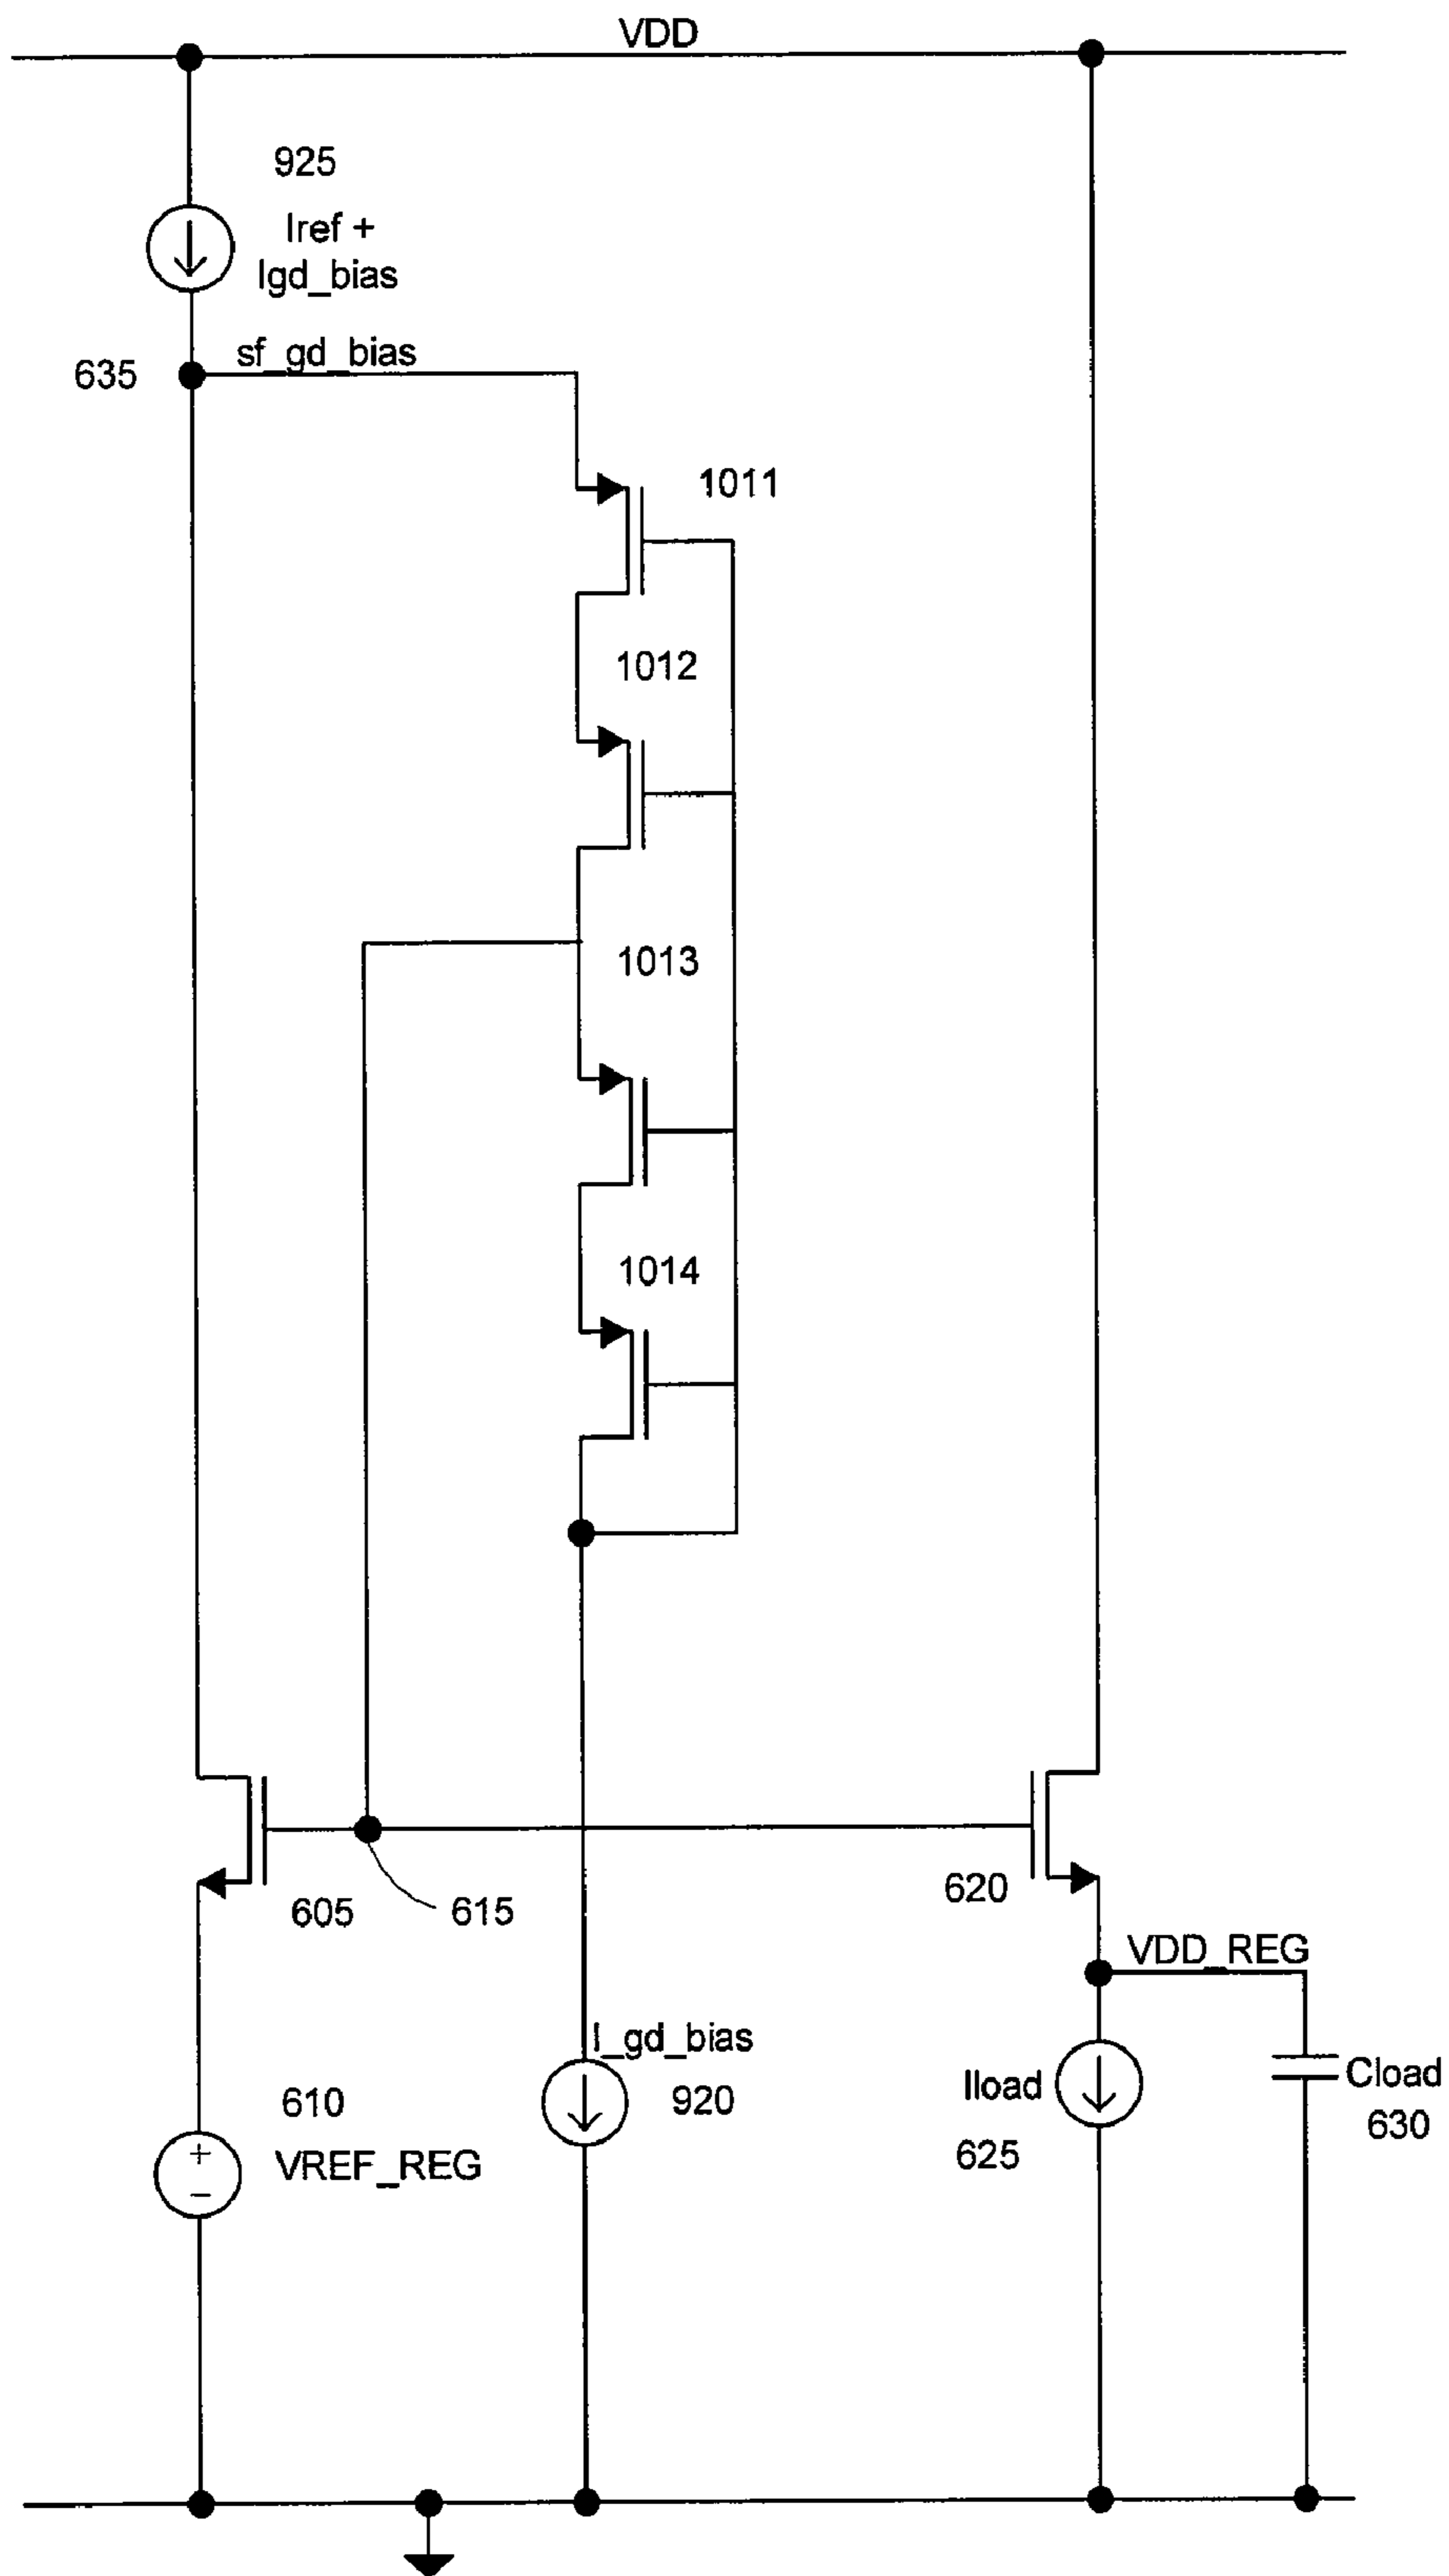 VDD
925
Iref +
Igd_bias
635
sf_gd_bias
1011
1012
1013
1014
605
615
620
VDD_REG
I_gd_bias
920
610
VREF_REG
Iload
625
Cload
630
+
−